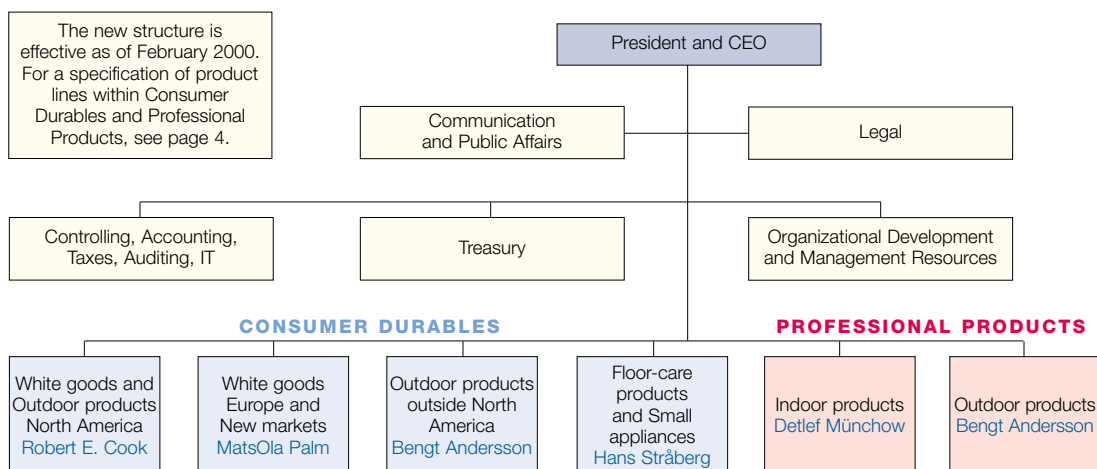 The new structure is
effective as of February 2000.
For a specification of product
lines within Consumer
Durables and Professional
Products, see page 4.
President and CEO
Communication
and Public Affairs
Legal
Controlling, Accounting,
Taxes, Auditing, IT
Treasury
Organizational Development
and Management Resources
CONSUMER DURABLES
PROFESSIONAL PRODUCTS
White goods and
Outdoor products
North America
Robert E. Cook
White goods
Europe and
New markets
MatsOla Palm
Outdoor products
outside North
America
Bengt Andersson
Floor-care
products
and Small
appliances
Hans Stråberg
Indoor products
Detlef Münchow
Outdoor products
Bengt Andersson